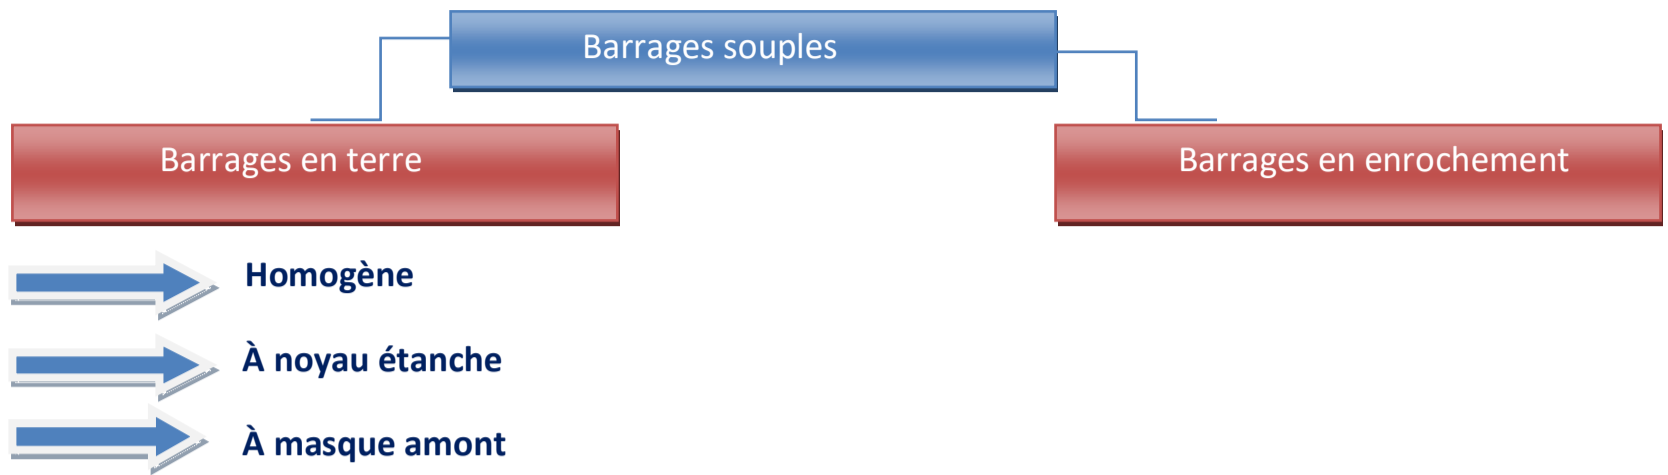 Barrages souples
Barrages en terre
Barrages en enrochement
Homogène
À noyau étanche
À masque amont